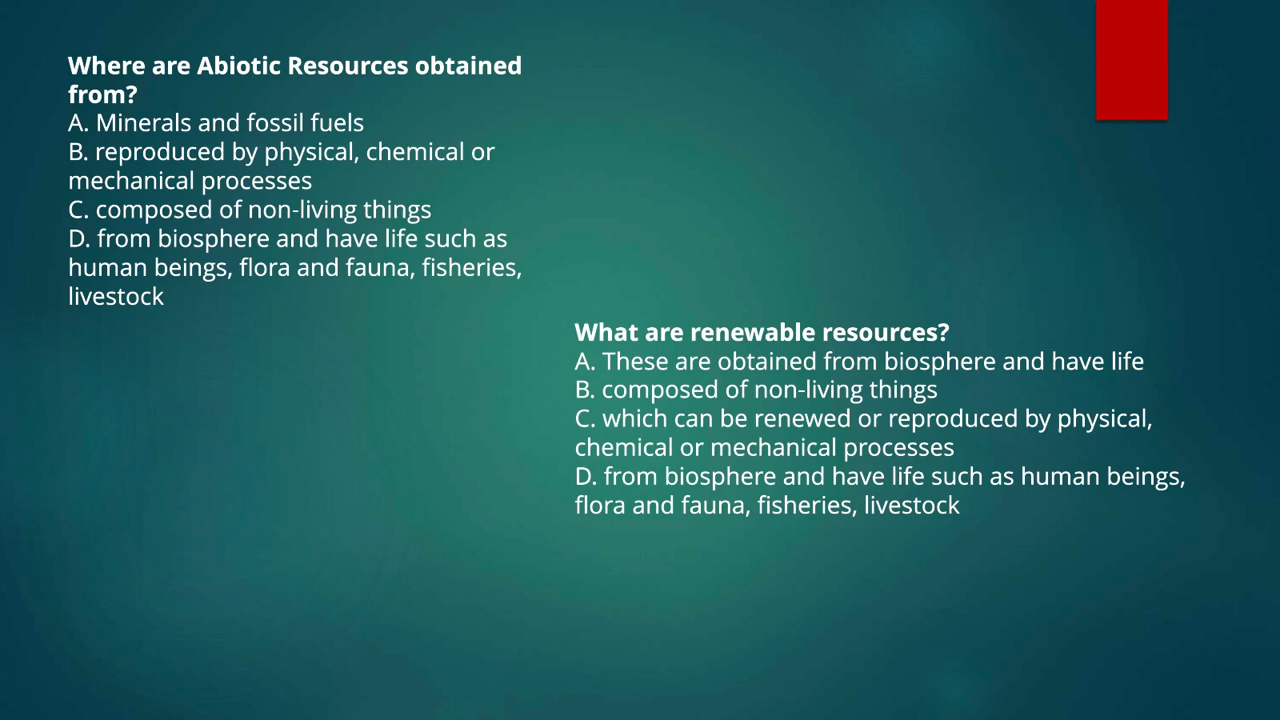 Where are Abiotic Resources obtained
from?
A. Minerals and fossil fuels
B. reproduced by physical, chemical or
mechanical processes
C. composed of non-living things
D. from biosphere and have life such as
human beings, flora and fauna, fisheries,
livestock
What are renewable resources?
A. These are obtained from biosphere and have life
B. composed of non-living things
C. which can be renewed or reproduced by physical,
chemical or mechanical processes
D. from biosphere and have life such as human beings,
flora and fauna, fisheries, livestock